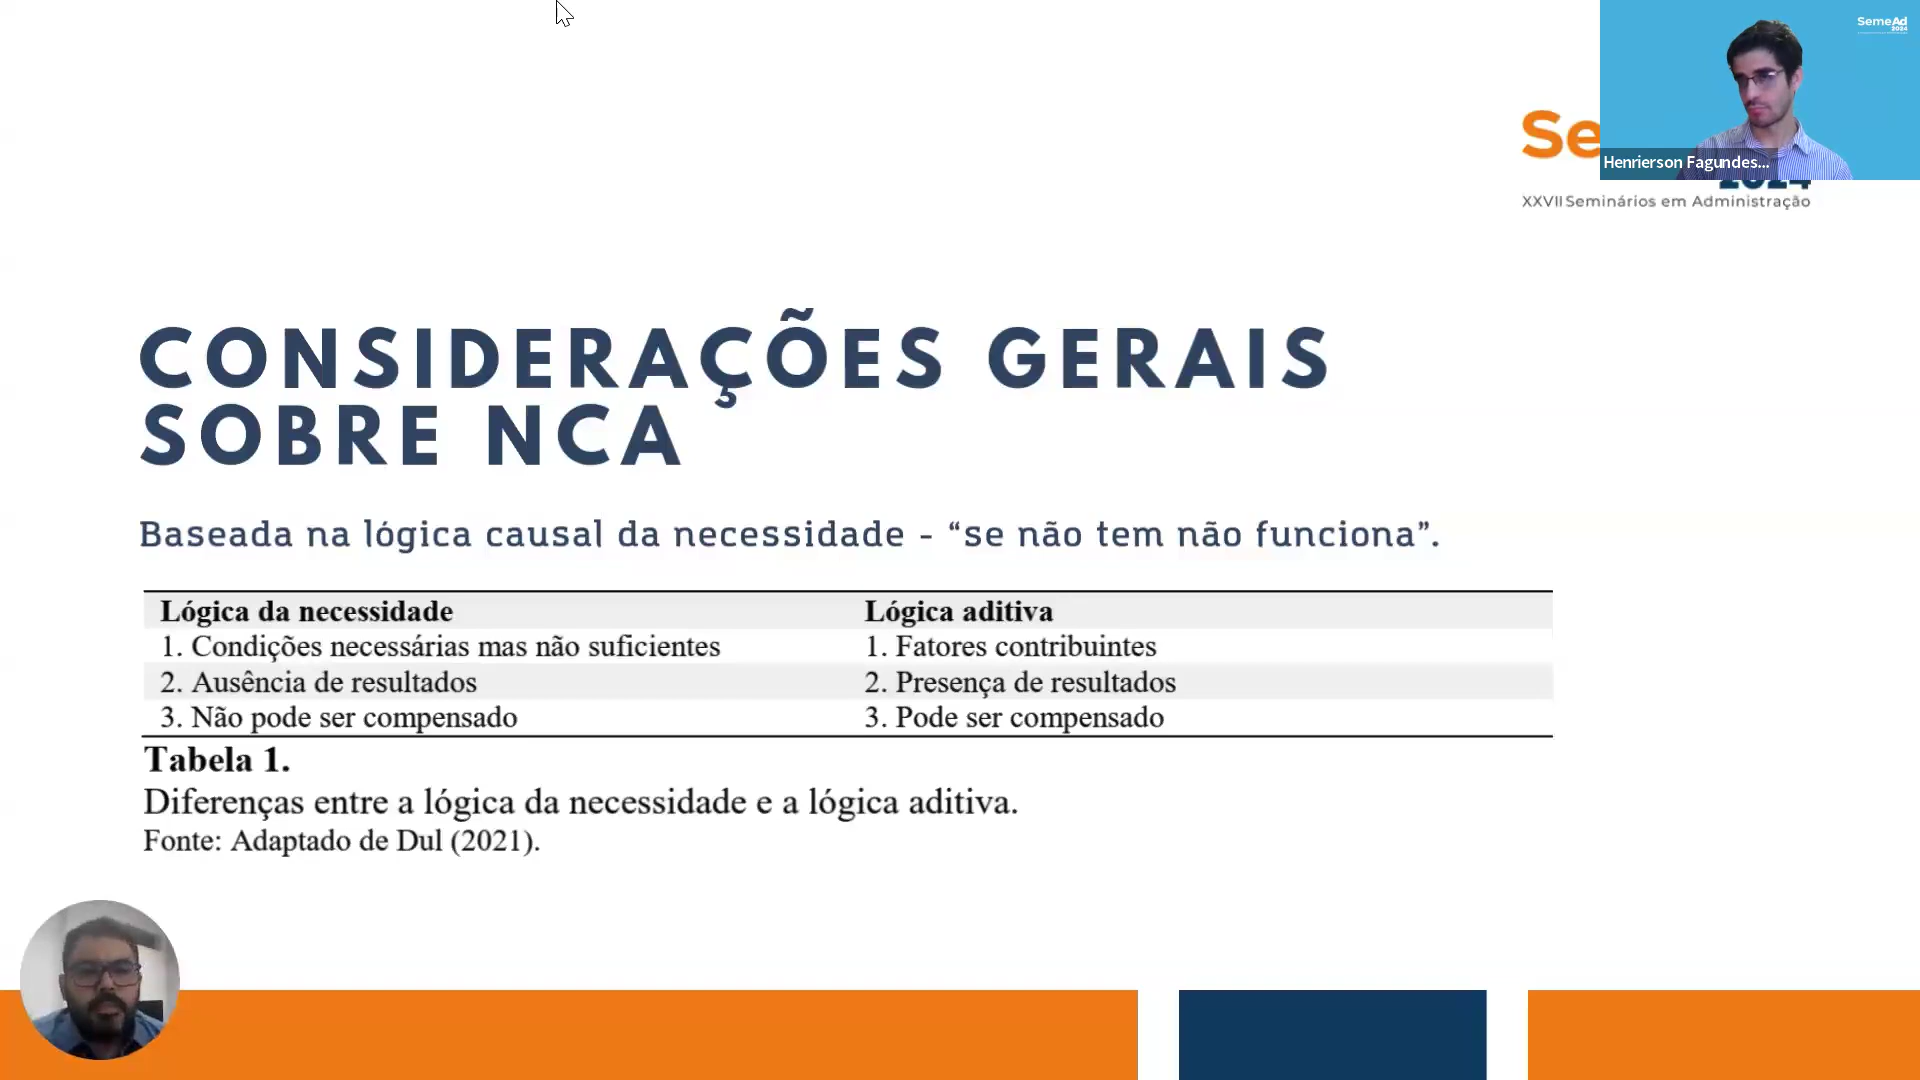 SemeAd
2024
Se
Henrierson Fagundes...
2024
XXVII Seminários em Administração
CONSIDERAÇÕES GERAIS
SOBRE NCA
Baseada na lógica causal da necessidade - “se não tem não funciona”.
Lógica da necessidade Lógica aditiva
1. Condições necessárias mas não suficientes 1. Fatores contribuintes
2. Ausência de resultados 2. Presença de resultados
3. Não pode ser compensado 3. Pode ser compensado
Tabela 1.
Diferenças entre a lógica da necessidade e a lógica aditiva.
Fonte: Adaptado de Dul (2021).